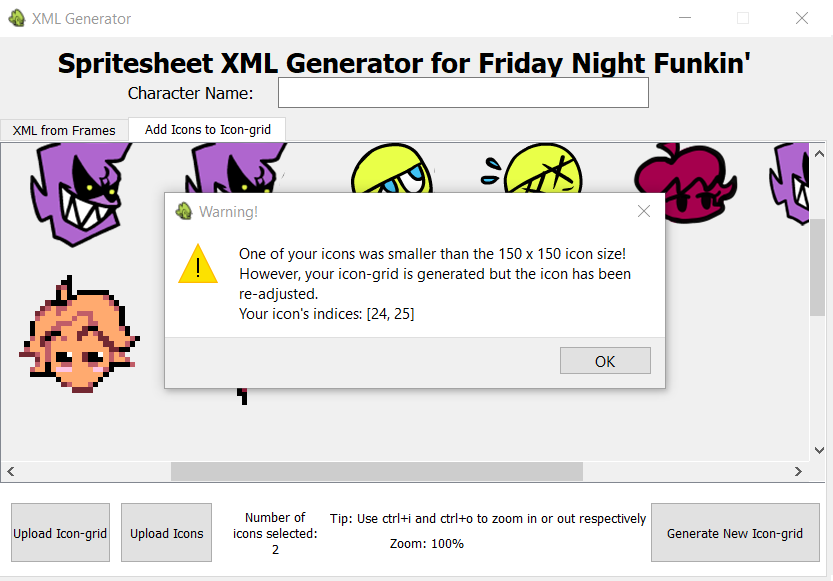 XML Generator
Spritesheet XML Generator for Friday Night Funkin'
Character Name:
XML from Frames
Add Icons to Icon-grid
Warning!
One of your icons was smaller than the 150 x 150 icon size!
However, your icon-grid is generated but the icon has been
re-adjusted.
Your icon's indices: [24, 25]
OK
Upload Icon-grid
Upload Icons
Number of
icons selected:
2
Tip: Use ctrl+i and ctrl+o to zoom in or out respectively
Zoom: 100%
Generate New Icon-grid